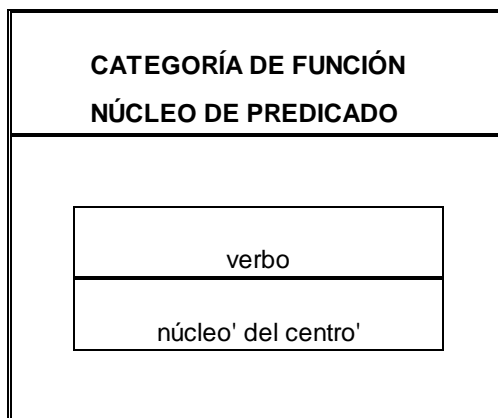 CATEGORÍA DE FUNCIÓN
NÚCLEO DE PREDICADO
verbo
núcleo' del centro'